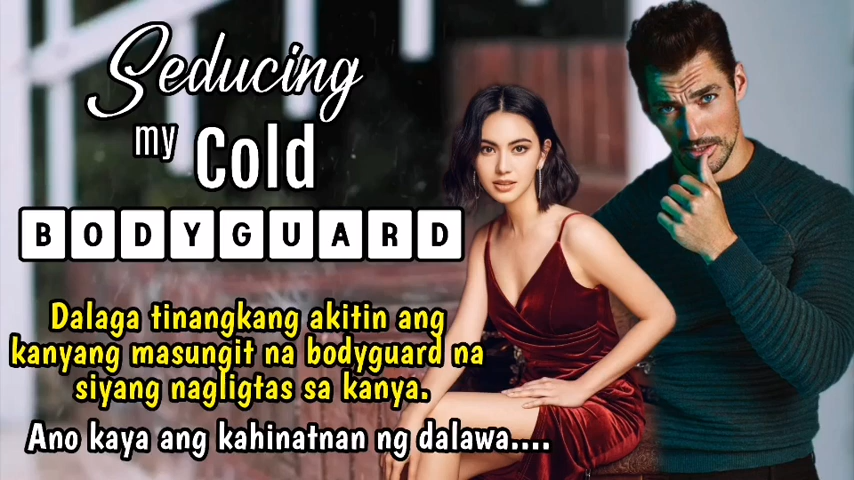 Seducing
my Cold
BODYGUARD
Dalaga tinangkang akitin ang
kanyang masungit na bodyguard na
siyang nagligtas sa kanya.
Ano kaya ang kahinatnan ng dalawa....